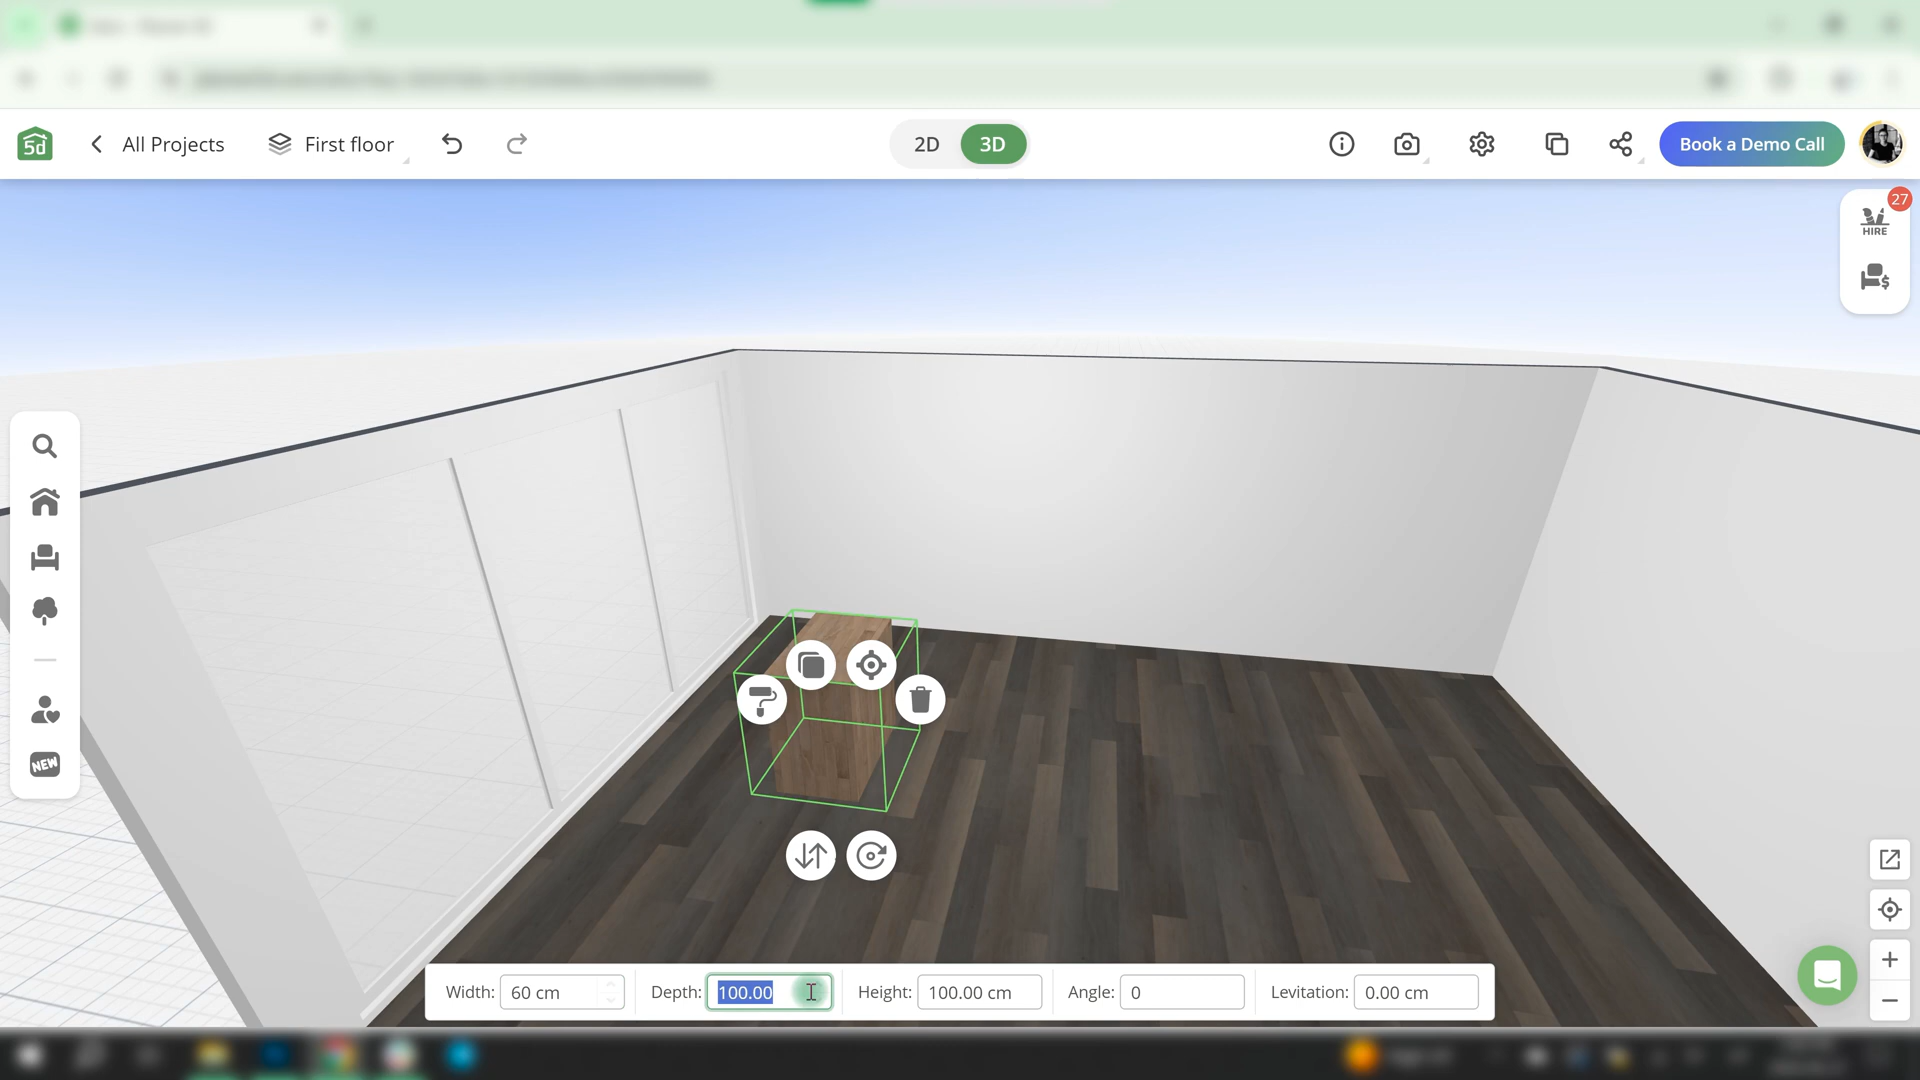 5d
All Projects
First floor
2D
3D
Book a Demo Call
27
HIRE
NEW
Width: 60 cm
Depth: 100.00
Height: 100.00 cm
Angle: 0
Levitation: 0.00 cm